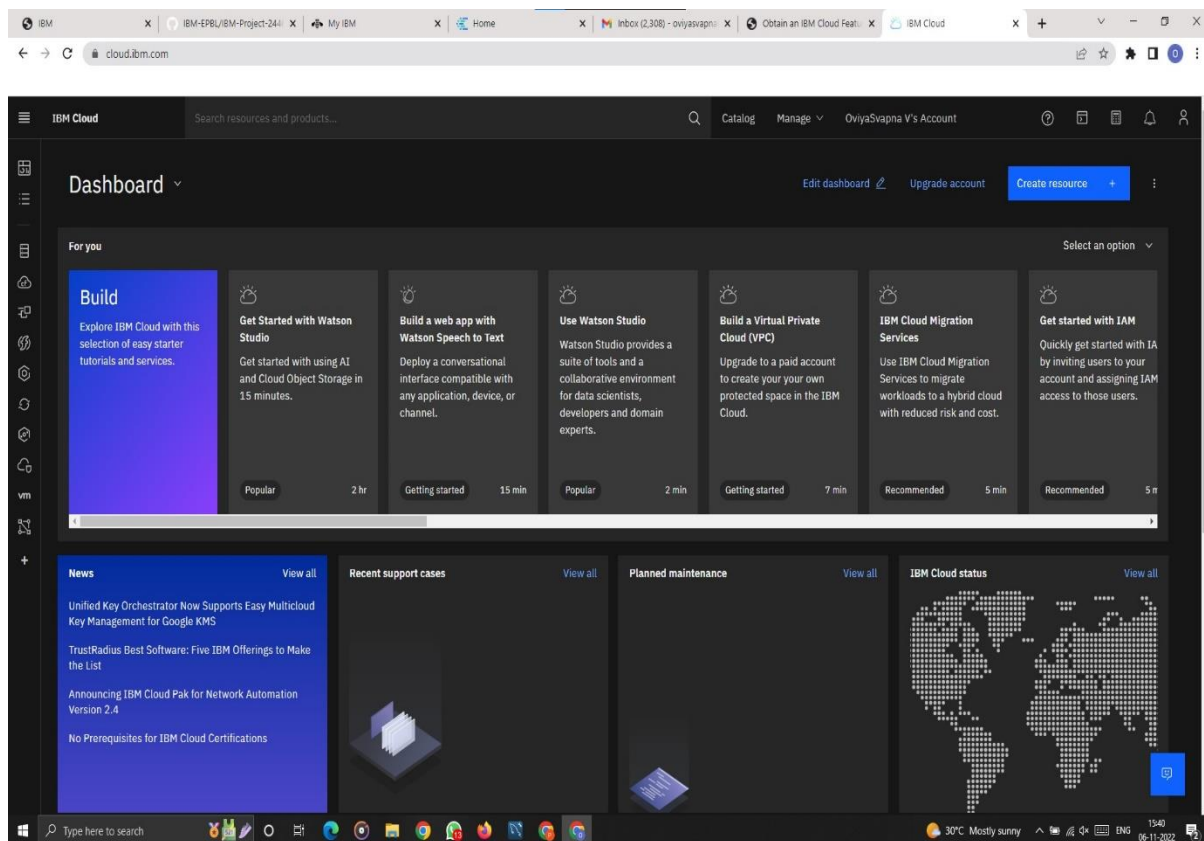 IBM
IBM-EPBL/IBM-Project-244
My IBM
Home
Inbox (2,308) - oviyasvapna
Obtain an IBM Cloud Featu
IBM Cloud
cloud.ibm.com
O
IBM Cloud
Search resources and products...
Catalog
Manage
OviyaSvapna V's Account
Dashboard
Edit dashboard
Upgrade account
Create resource +
For you
Select an option
Build
Explore IBM Cloud with this
selection of easy starter
tutorials and services.
Get Started with Watson
Studio
Get started with using AI
and Cloud Object Storage in
15 minutes.
Popular 2 hr
Build a web app with
Watson Speech to Text
Deploy a conversational
interface compatible with
any application, device, or
channel.
Getting started 15 min
Use Watson Studio
Watson Studio provides a
suite of tools and a
collaborative environment
for data scientists,
developers and domain
experts.
Popular 2 min
Build a Virtual Private
Cloud (VPC)
Upgrade to a paid account
to create your your own
protected space in the IBM
Cloud.
Getting started 7 min
IBM Cloud Migration
Services
Use IBM Cloud Migration
Services to migrate
workloads to a hybrid cloud
with reduced risk and cost.
Recommended 5 min
Get started with IAM
Quickly get started with IA
by inviting users to your
account and assigning IAM
access to those users.
Recommended 5 m
vm
News View all
Unified Key Orchestrator Now Supports Easy Multicloud
Key Management for Google KMS
TrustRadius Best Software: Five IBM Offerings to Make
the List
Announcing IBM Cloud Pak for Network Automation
Version 2.4
No Prerequisites for IBM Cloud Certifications
Recent support cases View all
Planned maintenance View all
IBM Cloud status View all
Type here to search
30°C Mostly sunny
ENG
15:40
06-11-2022